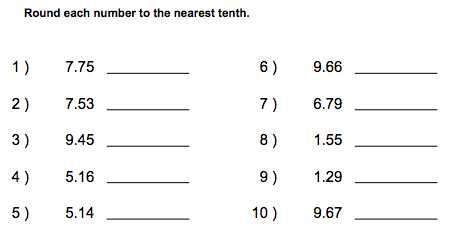 Round each number to the nearest tenth.
1 ) 7.75 ________ 6 ) 9.66 ________
2 ) 7.53 ________ 7 ) 6.79 ________
3 ) 9.45 ________ 8 ) 1.55 ________
4 ) 5.16 ________ 9 ) 1.29 ________
5 ) 5.14 ________ 10 ) 9.67 ________